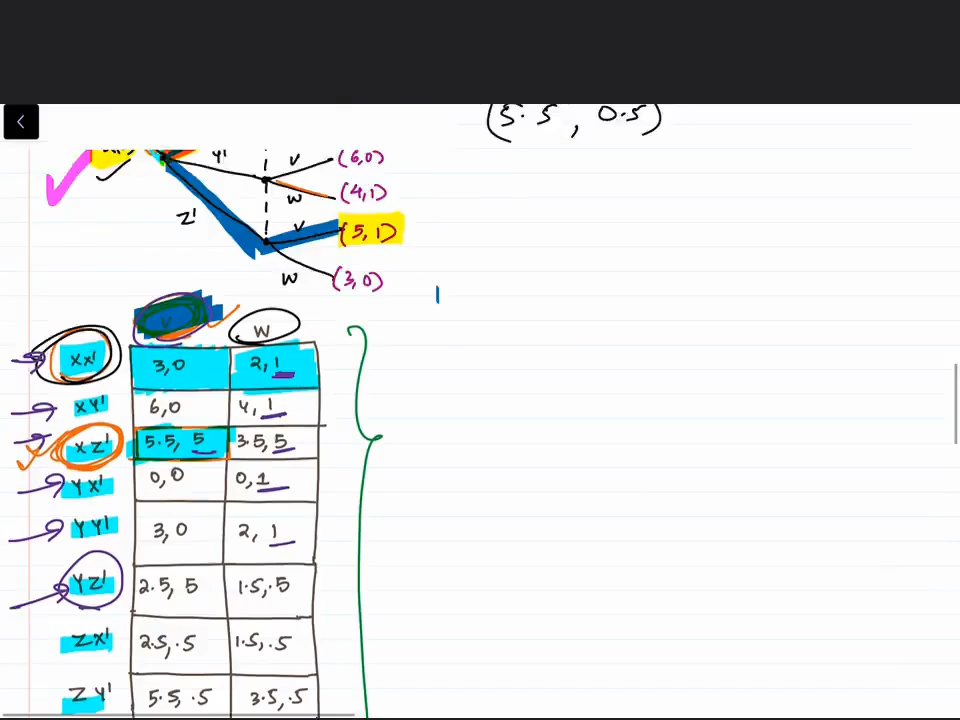 (5.5, 0.5)
Y' V (6,0)
W (4,1)
Z' V (5,1)
W (3,0)
V W
XX' 3,0 2,1
XY' 6,0 4,1
XZ' 5.5, 5 3.5,5
YX' 0,0 0,1
YY' 3,0 2,1
YZ' 2.5, 5 1.5,.5
ZX' 2.5,.5 1.5,.5
ZY' 5.5,.5 3.5,.5